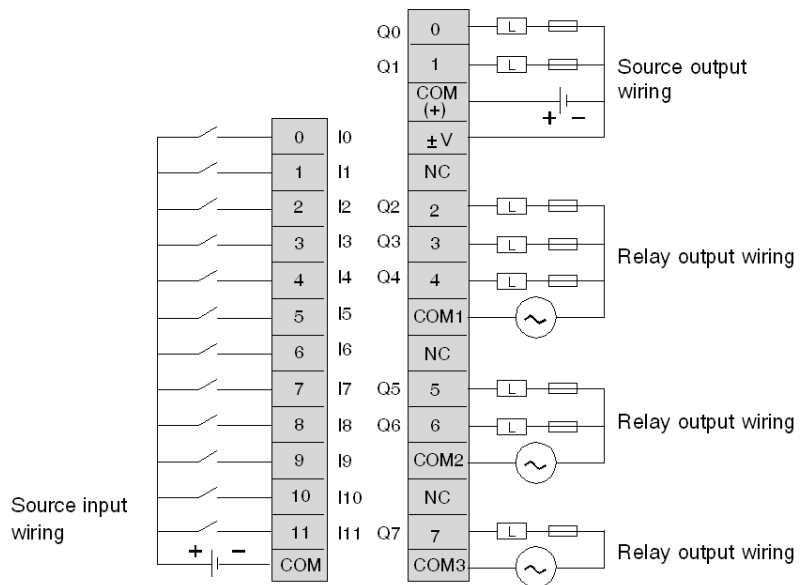 Q0 0 L
Q1 1 L
COM (+)
+ −
± V
Source output
wiring
NC
Q2 2 L
Q3 3 L
Q4 4 L
COM1
Relay output wiring
NC
Q5 5 L
Q6 6 L
COM2
Relay output wiring
NC
Q7 7 L
COM3
Relay output wiring
0 I0
1 I1
2 I2
3 I3
4 I4
5 I5
6 I6
7 I7
8 I8
9 I9
10 I10
11 I11
+ −
COM
Source input
wiring